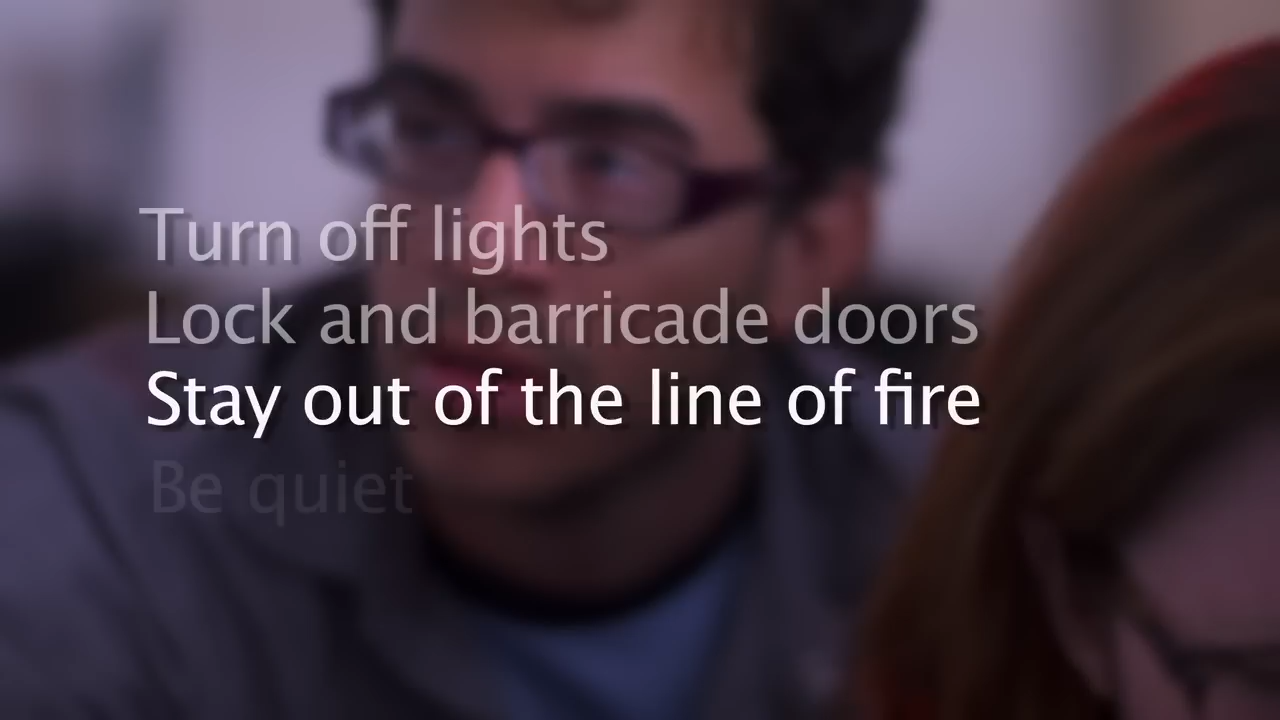 Turn off lights
Lock and barricade doors
Stay out of the line of fire
Be quiet